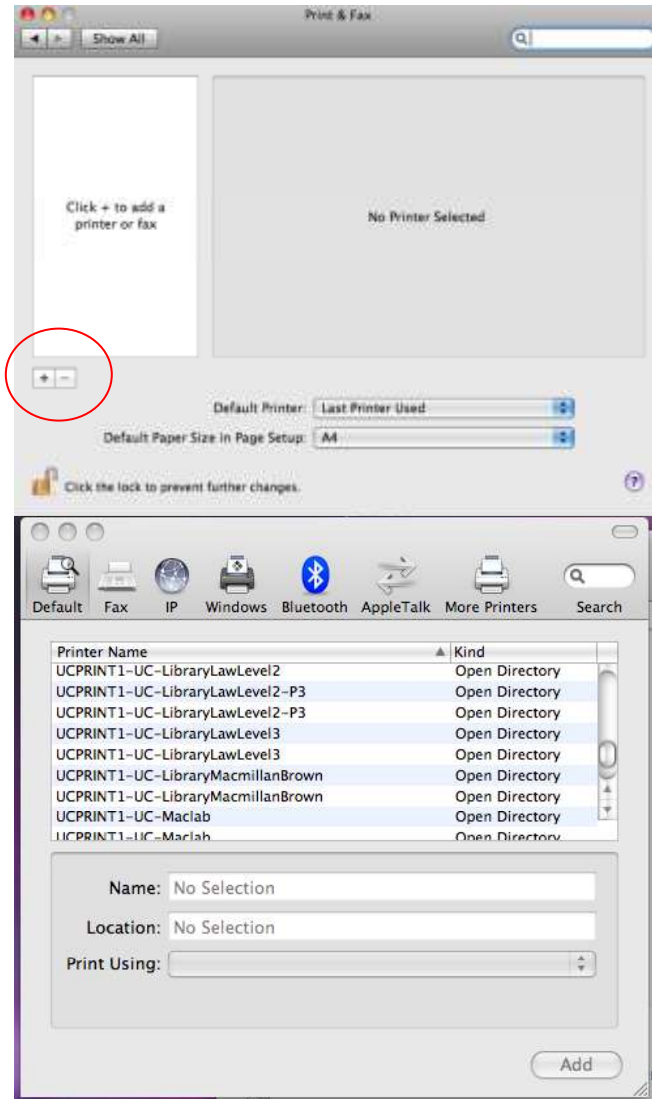 Print & Fax
Show All
Click + to add a
printer or fax
No Printer Selected
+ -
Default Printer: Last Printer Used
Default Paper Size in Page Setup: A4
Click the lock to prevent further changes.
?
Default Fax IP Windows Bluetooth AppleTalk More Printers Search
Printer Name Kind
UCPRINT1-UC-LibraryLawLevel2 Open Directory
UCPRINT1-UC-LibraryLawLevel2-P3 Open Directory
UCPRINT1-UC-LibraryLawLevel2-P3 Open Directory
UCPRINT1-UC-LibraryLawLevel3 Open Directory
UCPRINT1-UC-LibraryLawLevel3 Open Directory
UCPRINT1-UC-LibraryMacmillanBrown Open Directory
UCPRINT1-UC-LibraryMacmillanBrown Open Directory
UCPRINT1-UC-Maclab Open Directory
UCPRINT1-UC-Maclab Open Directory
Name: No Selection
Location: No Selection
Print Using:
Add